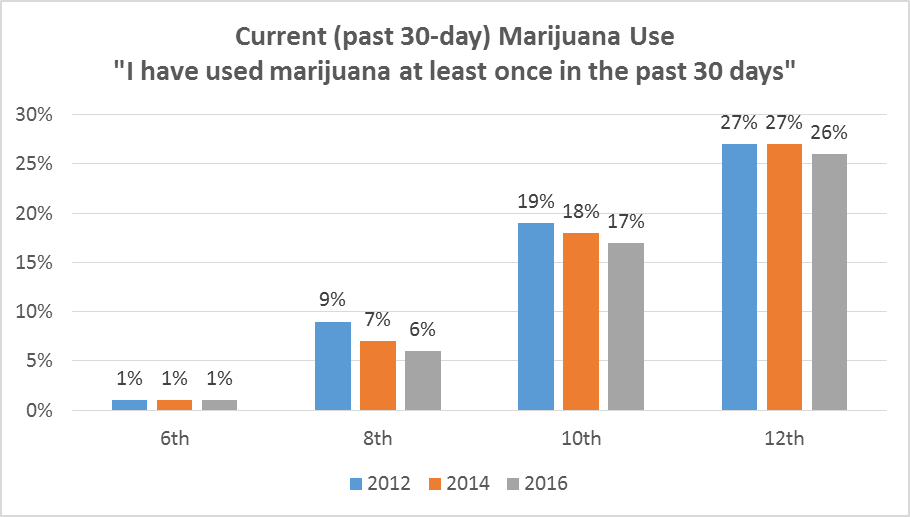 Current (past 30-day) Marijuana Use
"I have used marijuana at least once in the past 30 days"
30%
25%
20%
15%
10%
5%
0%
1% 1% 1%
9% 7% 6%
19% 18% 17%
27% 27% 26%
6th 8th 10th 12th
2012 2014 2016